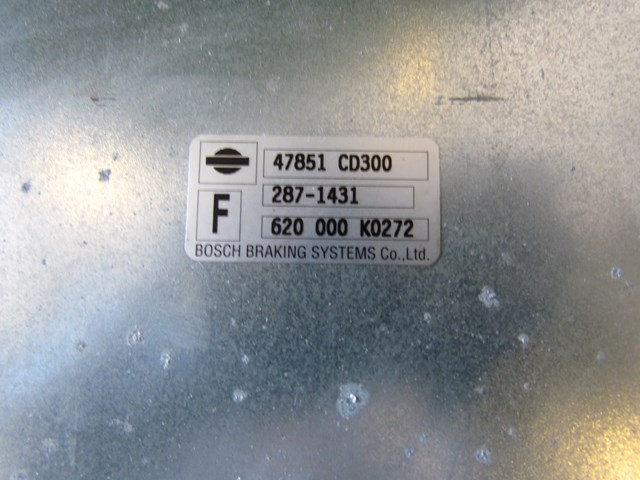 47851 CD300
287-1431
F
620 000 K0272
BOSCH BRAKING SYSTEMS Co.,Ltd.